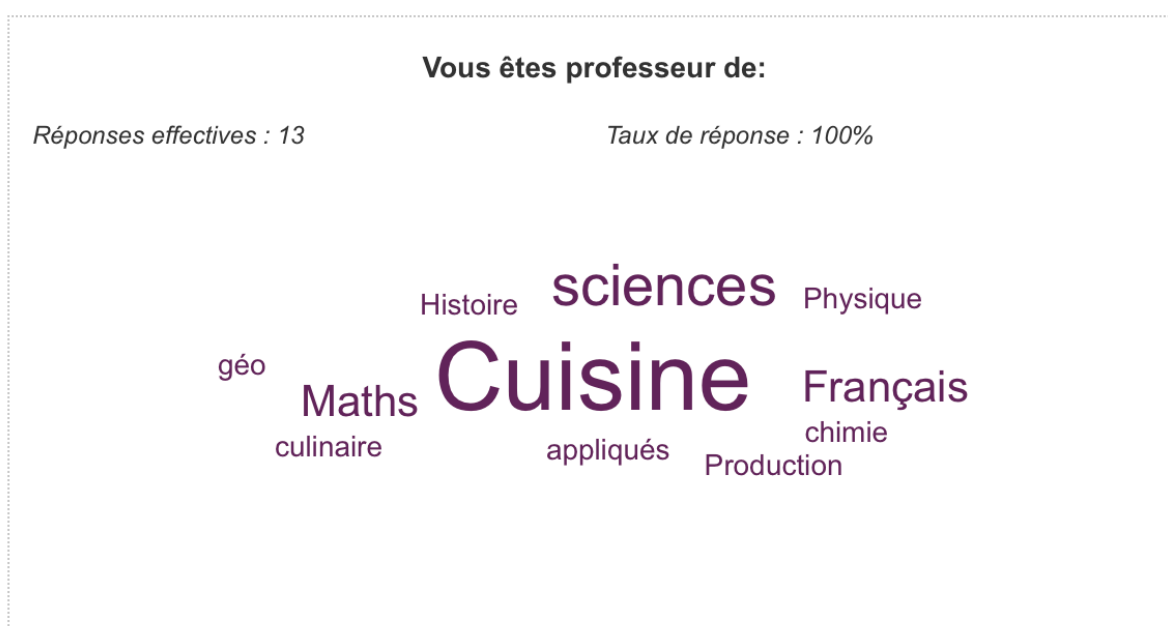 Vous êtes professeur de:
Réponses effectives : 13 Taux de réponse : 100%
sciences
Histoire Physique
Cuisine
géo
Maths Français
culinaire appliqués chimie
Production